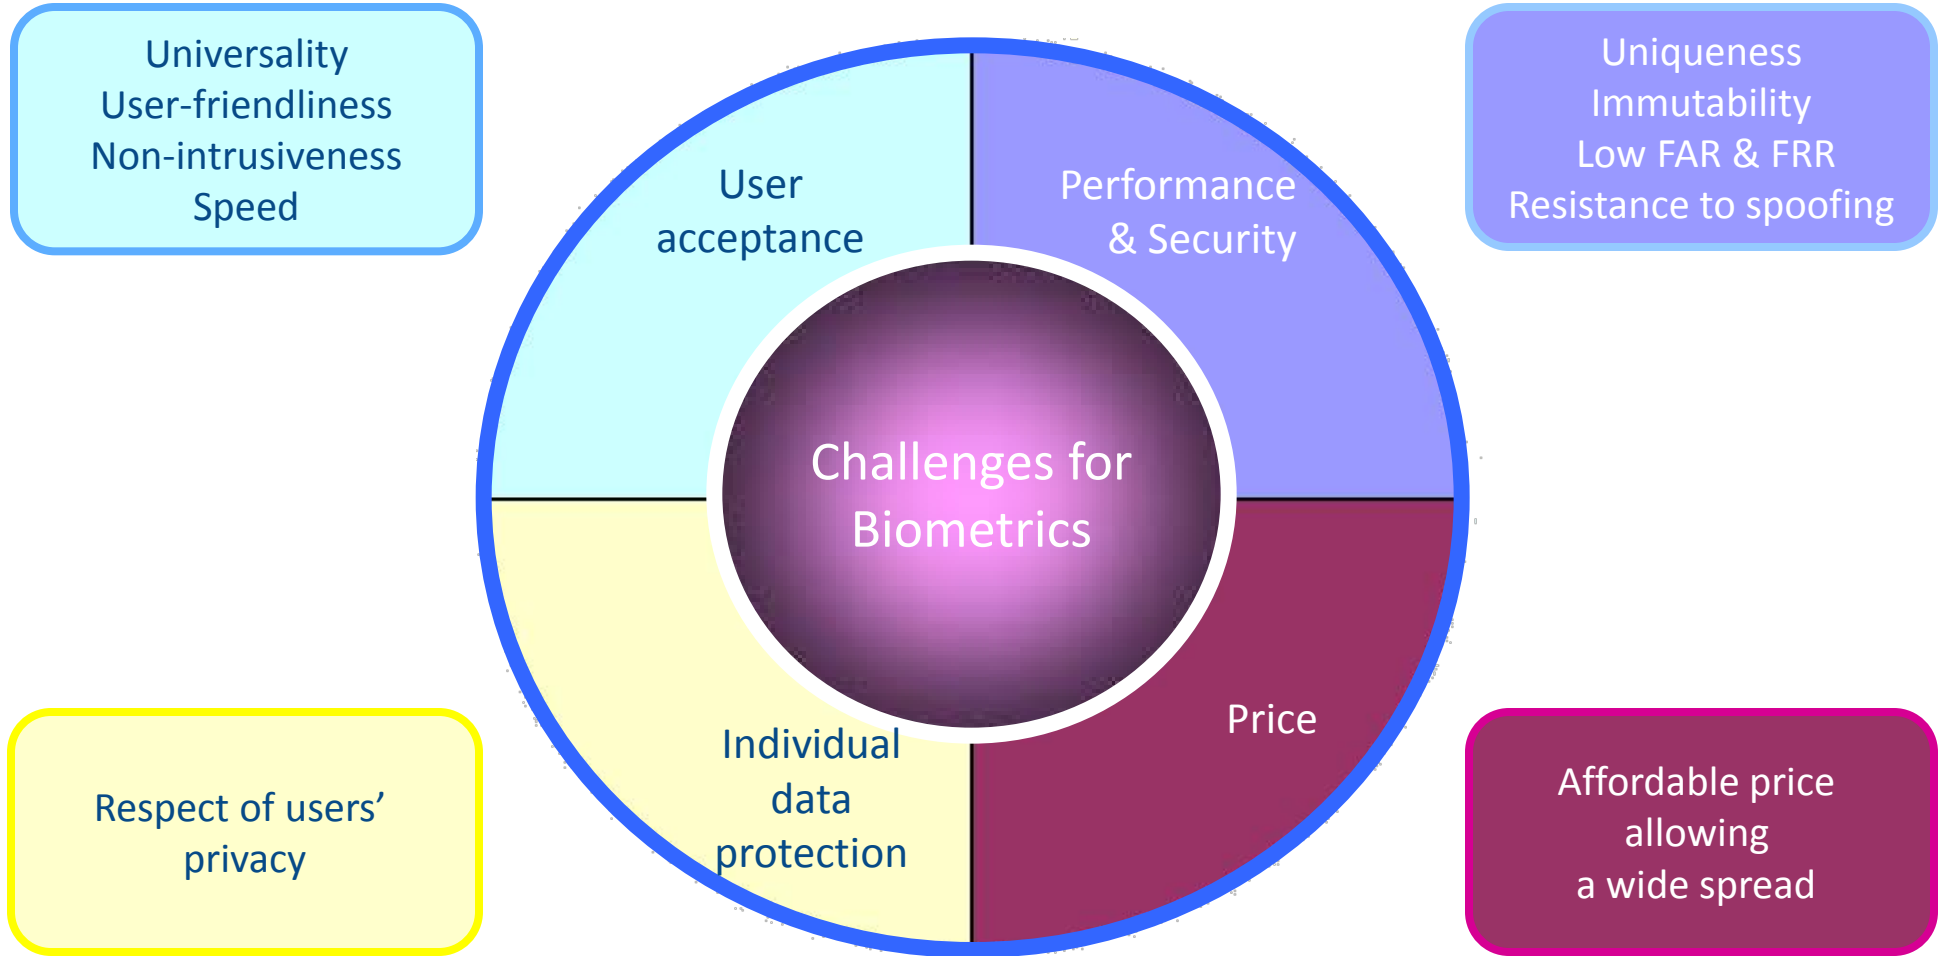 Universality
User-friendliness
Non-intrusiveness
Speed
Uniqueness
Immutability
Low FAR & FRR
Resistance to spoofing
User
acceptance
Performance
& Security
Challenges for
Biometrics
Individual
data
protection
Price
Respect of users’
privacy
Affordable price
allowing
a wide spread